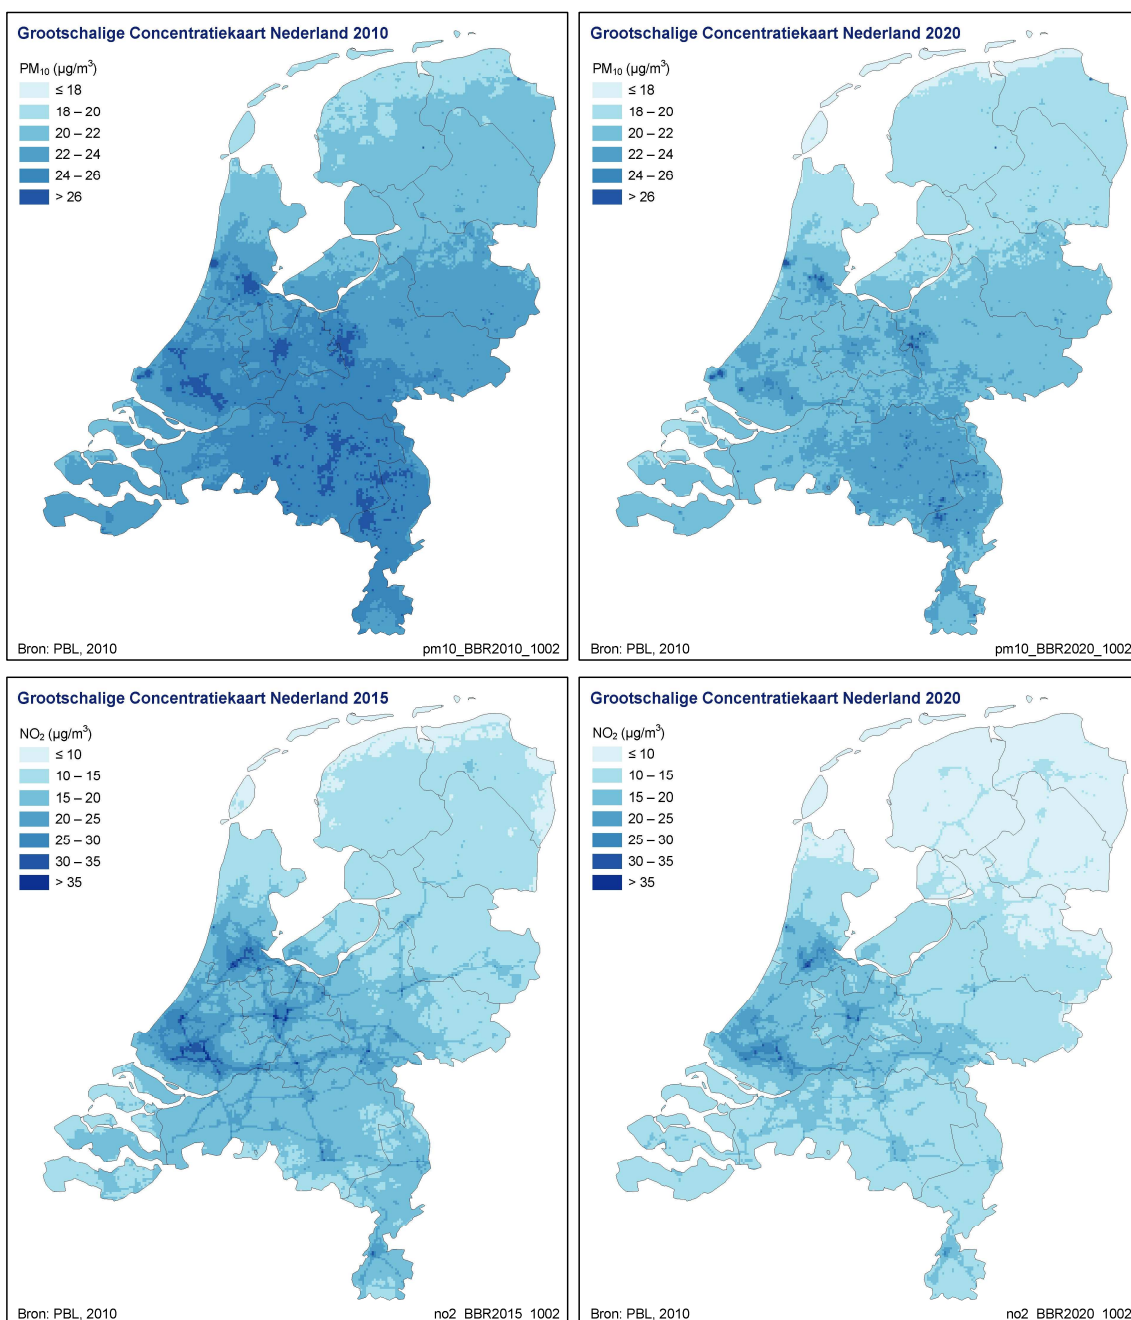 Grootschalige Concentratiekaart Nederland 2010
PM₁₀ (µg/m³)
≤ 18
18 – 20
20 – 22
22 – 24
24 – 26
> 26
Bron: PBL, 2010
pm10_BBR2010_1002
Grootschalige Concentratiekaart Nederland 2020
PM₁₀ (µg/m³)
≤ 18
18 – 20
20 – 22
22 – 24
24 – 26
> 26
Bron: PBL, 2010
pm10_BBR2020_1002
Grootschalige Concentratiekaart Nederland 2015
NO₂ (µg/m³)
≤ 10
10 – 15
15 – 20
20 – 25
25 – 30
30 – 35
> 35
Bron: PBL, 2010
no2_BBR2015_1002
Grootschalige Concentratiekaart Nederland 2020
NO₂ (µg/m³)
≤ 10
10 – 15
15 – 20
20 – 25
25 – 30
30 – 35
> 35
Bron: PBL, 2010
no2_BBR2020_1002